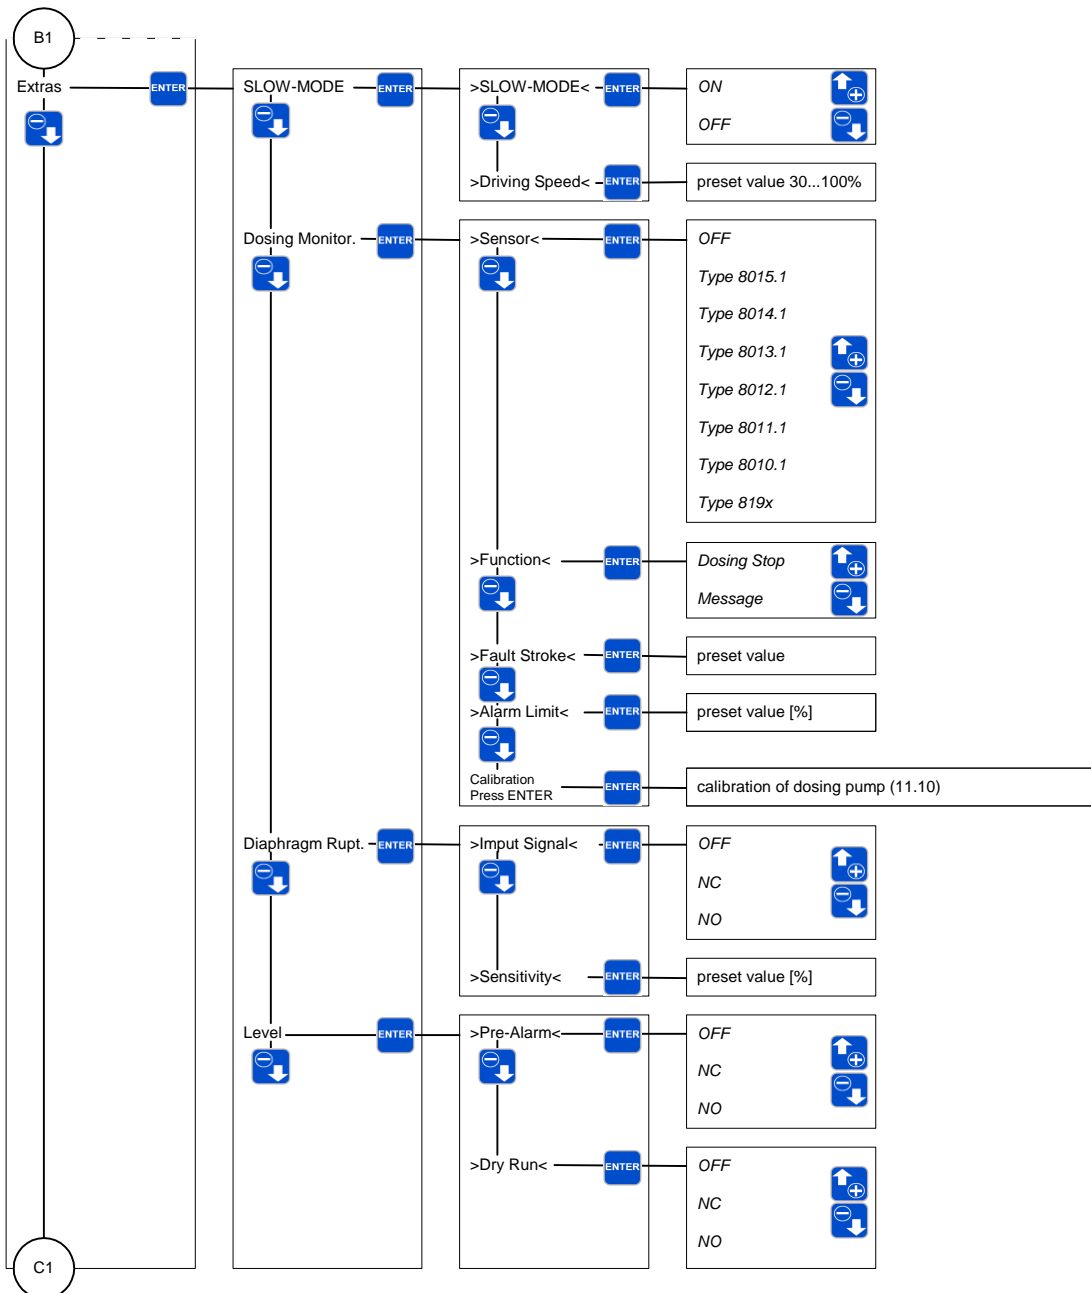 B1
Extras ENTER SLOW-MODE ENTER >SLOW-MODE< ENTER ON
OFF
>Driving Speed< ENTER preset value 30...100%
Dosing Monitor. ENTER >Sensor< ENTER OFF
Type 8015.1
Type 8014.1
Type 8013.1
Type 8012.1
Type 8011.1
Type 8010.1
Type 819x
>Function< ENTER Dosing Stop
Message
>Fault Stroke< ENTER preset value
>Alarm Limit< ENTER preset value [%]
Calibration
Press ENTER ENTER calibration of dosing pump (11.10)
Diaphragm Rupt. ENTER >Imput Signal< ENTER OFF
NC
NO
>Sensitivity< ENTER preset value [%]
Level ENTER >Pre-Alarm< ENTER OFF
NC
NO
>Dry Run< ENTER OFF
NC
NO
C1